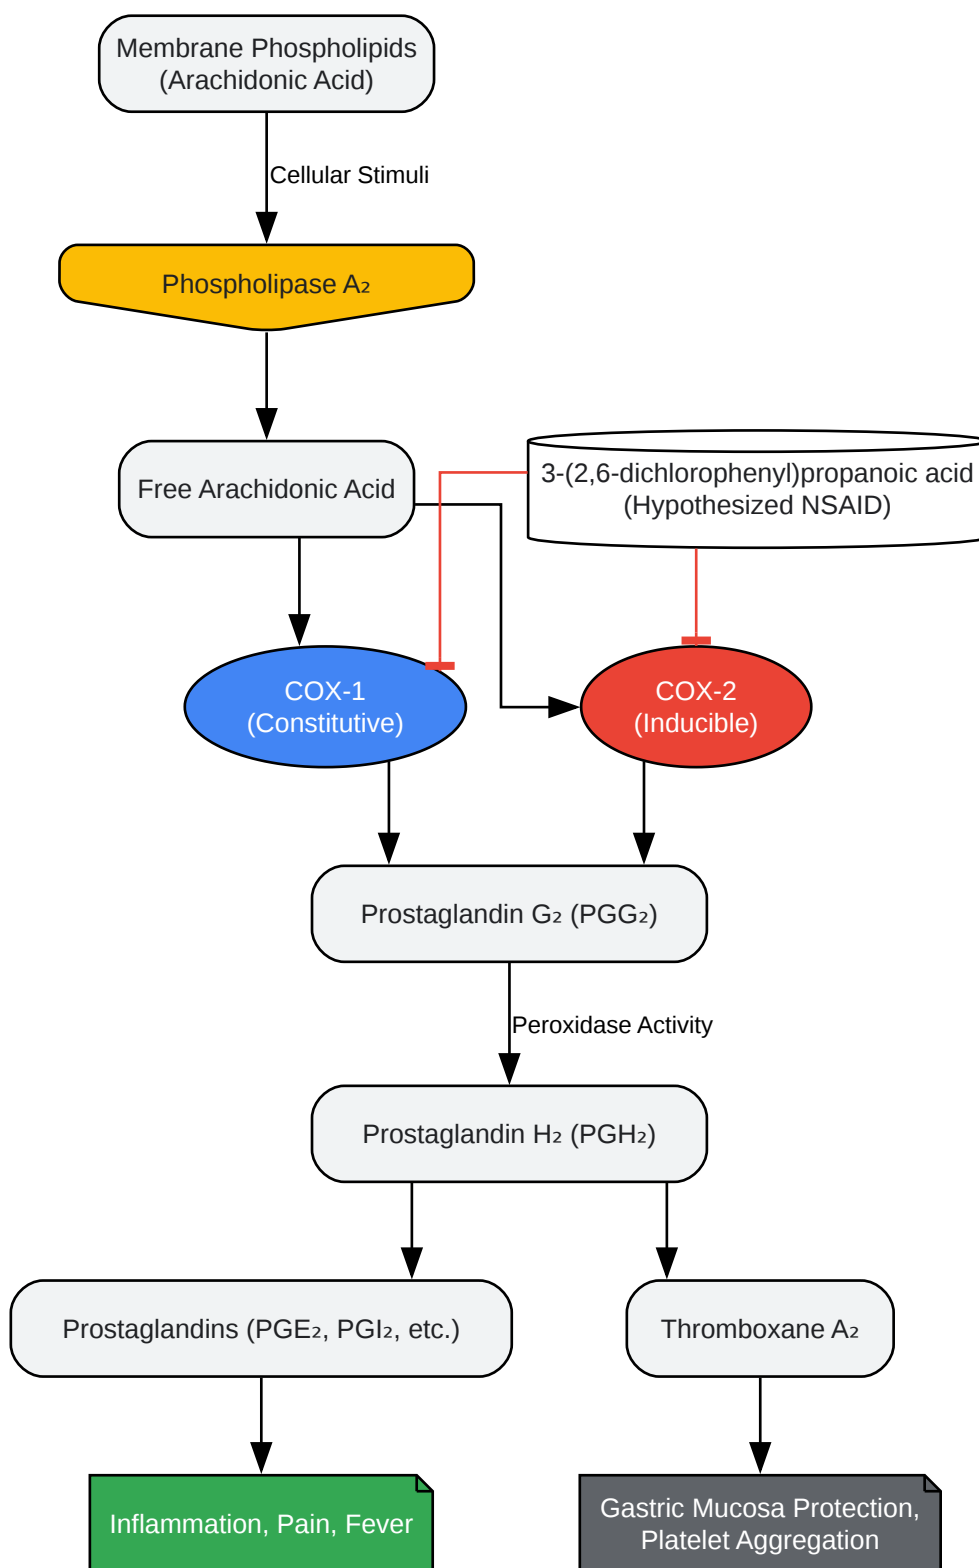 Membrane Phospholipids
(Arachidonic Acid)
Cellular Stimuli
Phospholipase A₂
Free Arachidonic Acid
3-(2,6-dichlorophenyl)propanoic acid
(Hypothesized NSAID)
COX-1
(Constitutive)
COX-2
(Inducible)
Prostaglandin G₂ (PGG₂)
Peroxidase Activity
Prostaglandin H₂ (PGH₂)
Prostaglandins (PGE₂, PGI₂, etc.)
Thromboxane A₂
Inflammation, Pain, Fever
Gastric Mucosa Protection,
Platelet Aggregation